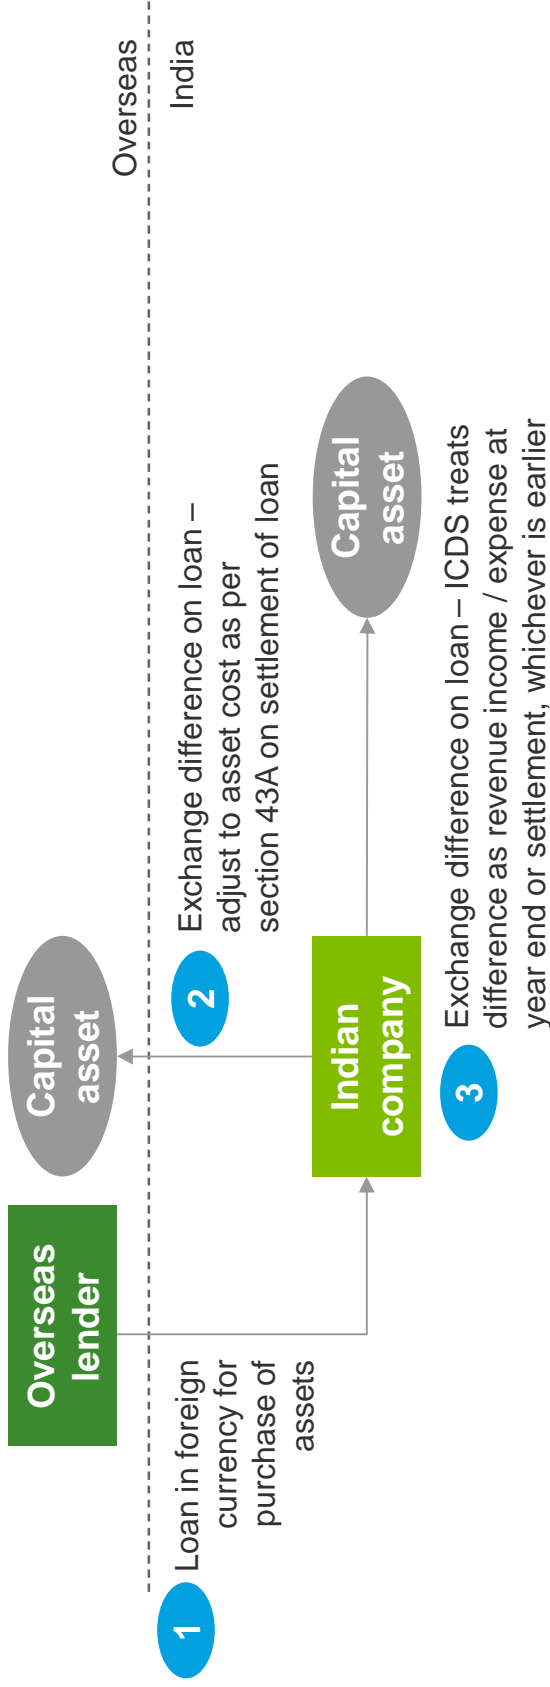 Overseas
India
Overseas
lender
Capital
asset
1
Loan in foreign
currency for
purchase of
assets
2
Exchange difference on loan –
adjust to asset cost as per
section 43A on settlement of loan
Indian
company
Capital
asset
3
Exchange difference on loan – ICDS treats
difference as revenue income / expense at
year end or settlement, whichever is earlier